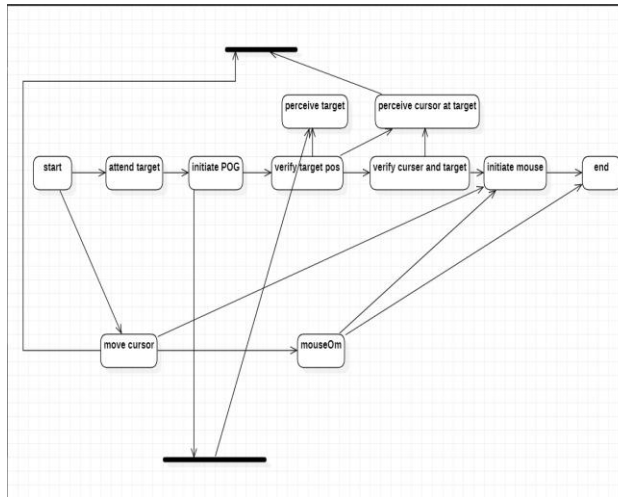 perceive target
perceive cursor at target
start
attend target
initiate POG
verify target pos
verify curser and target
initiate mouse
end
move cursor
mouseOm